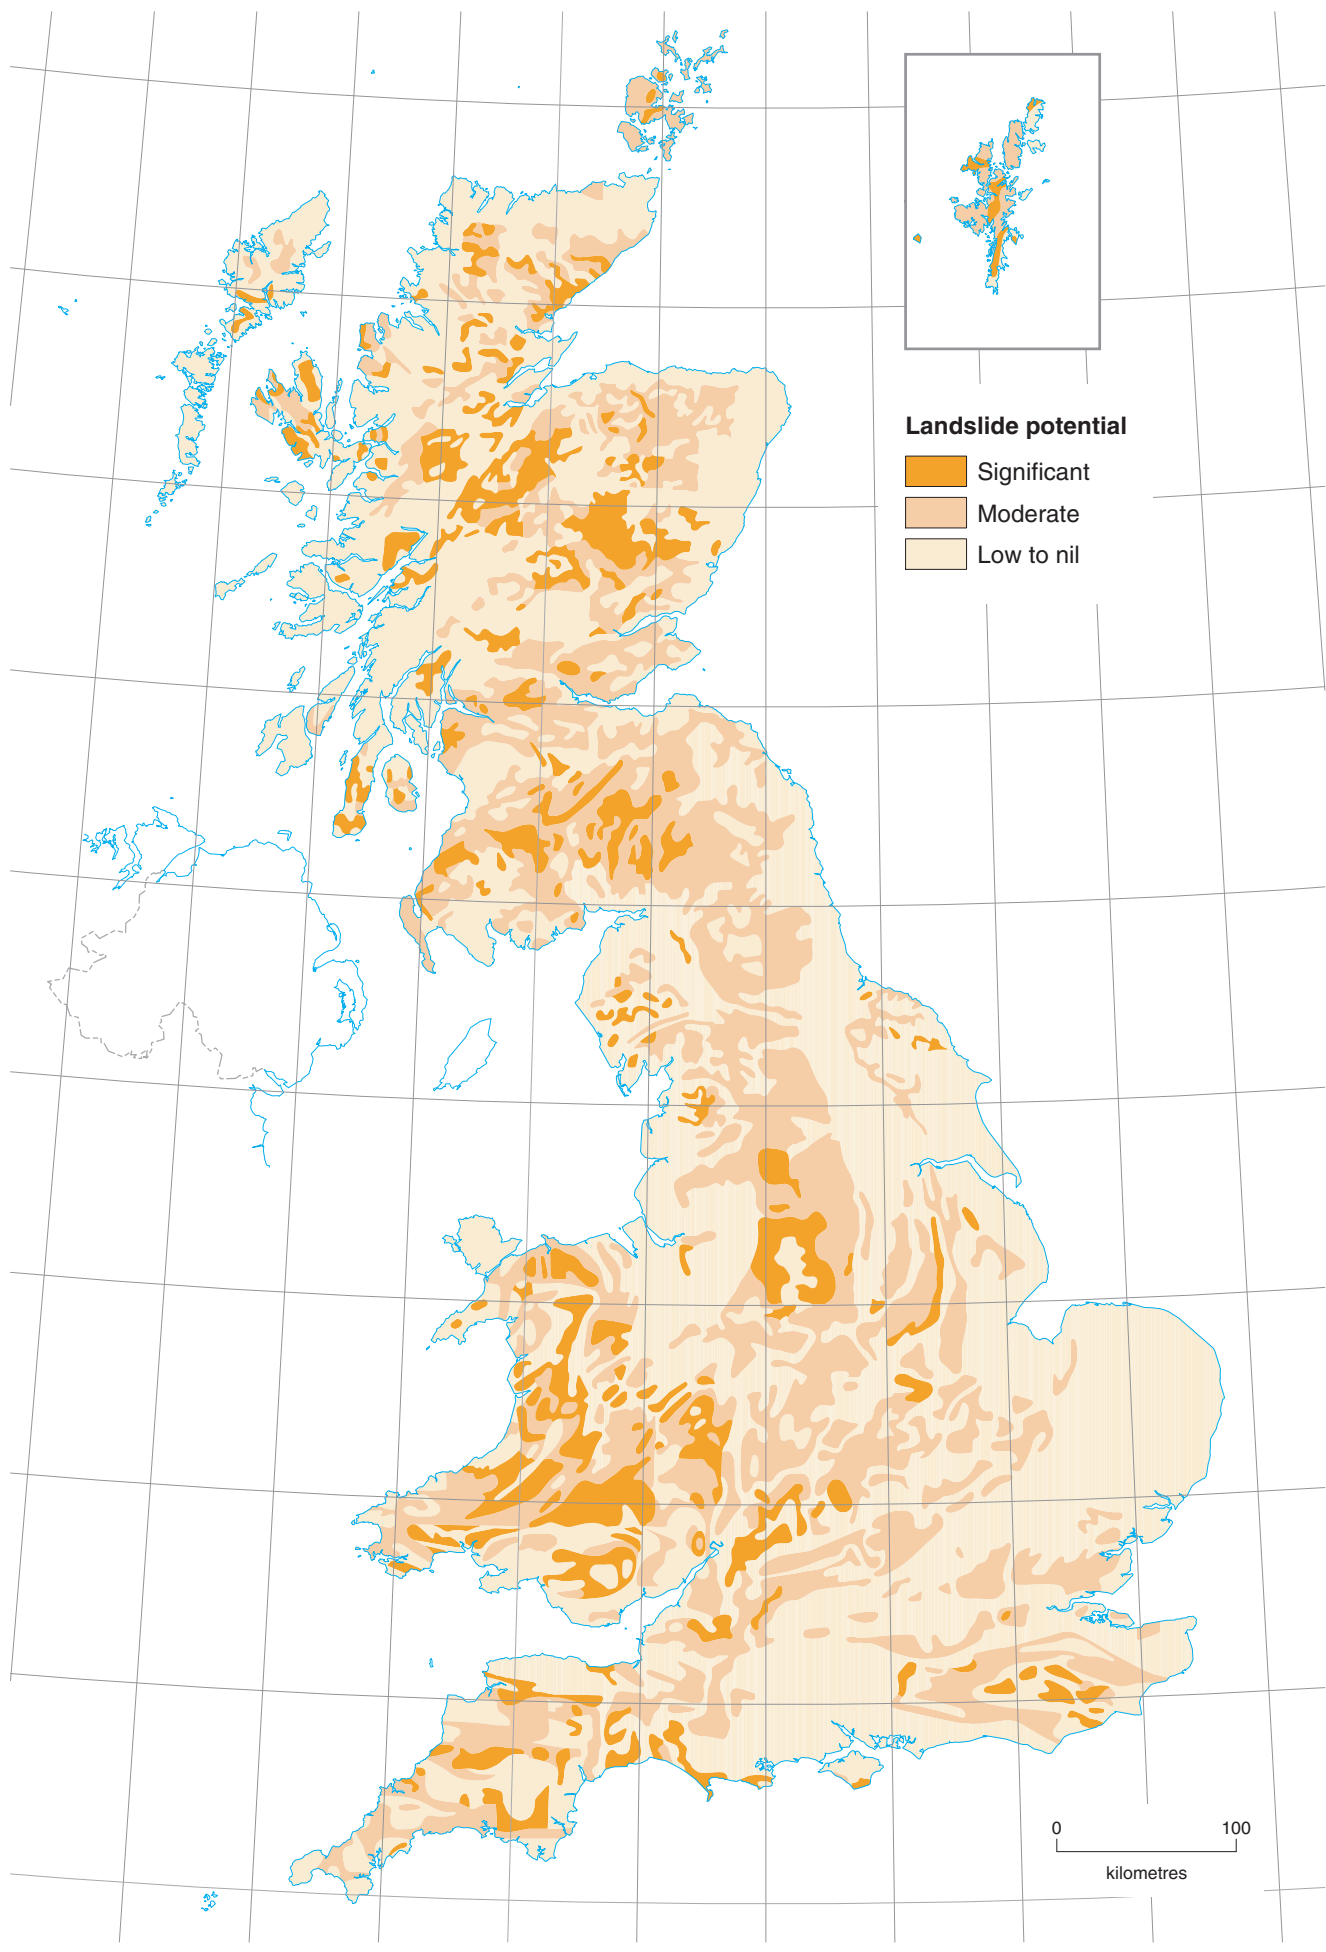 Landslide potential
Significant
Moderate
Low to nil
0 100
kilometres